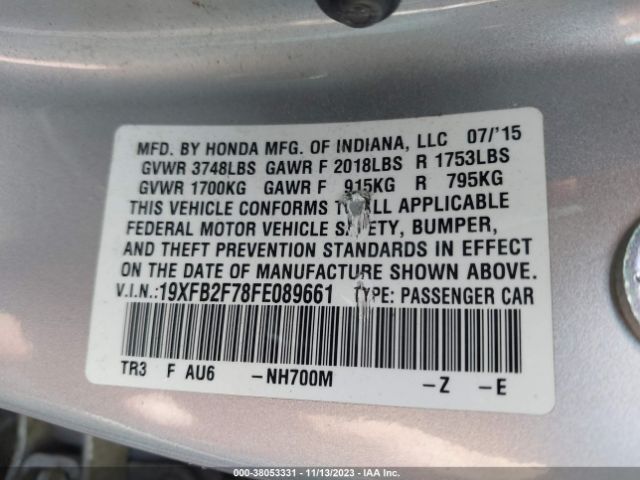 MFD. BY HONDA MFG. OF INDIANA, LLC 07/'15
GVWR 3748LBS GAWR F 2018LBS R 1753LBS
GVWR 1700KG GAWR F 915KG R 795KG
THIS VEHICLE CONFORMS TO ALL APPLICABLE
FEDERAL MOTOR VEHICLE SAFETY, BUMPER,
AND THEFT PREVENTION STANDARDS IN EFFECT
ON THE DATE OF MANUFACTURE SHOWN ABOVE.
V.I.N.:19XFB2F78FE089661 TYPE: PASSENGER CAR
TR3 F AU6 -NH700M -Z -E
000-38053331 - 11/13/2023 - IAA Inc.